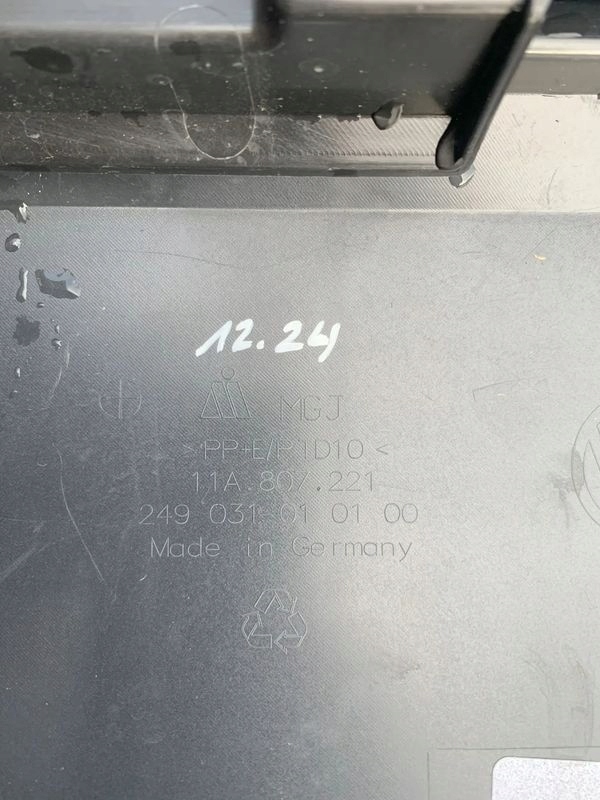 12.24
MGJ
>PP+E/P1D10<
11A.807.221
249 031 01 01 00
Made in Germany